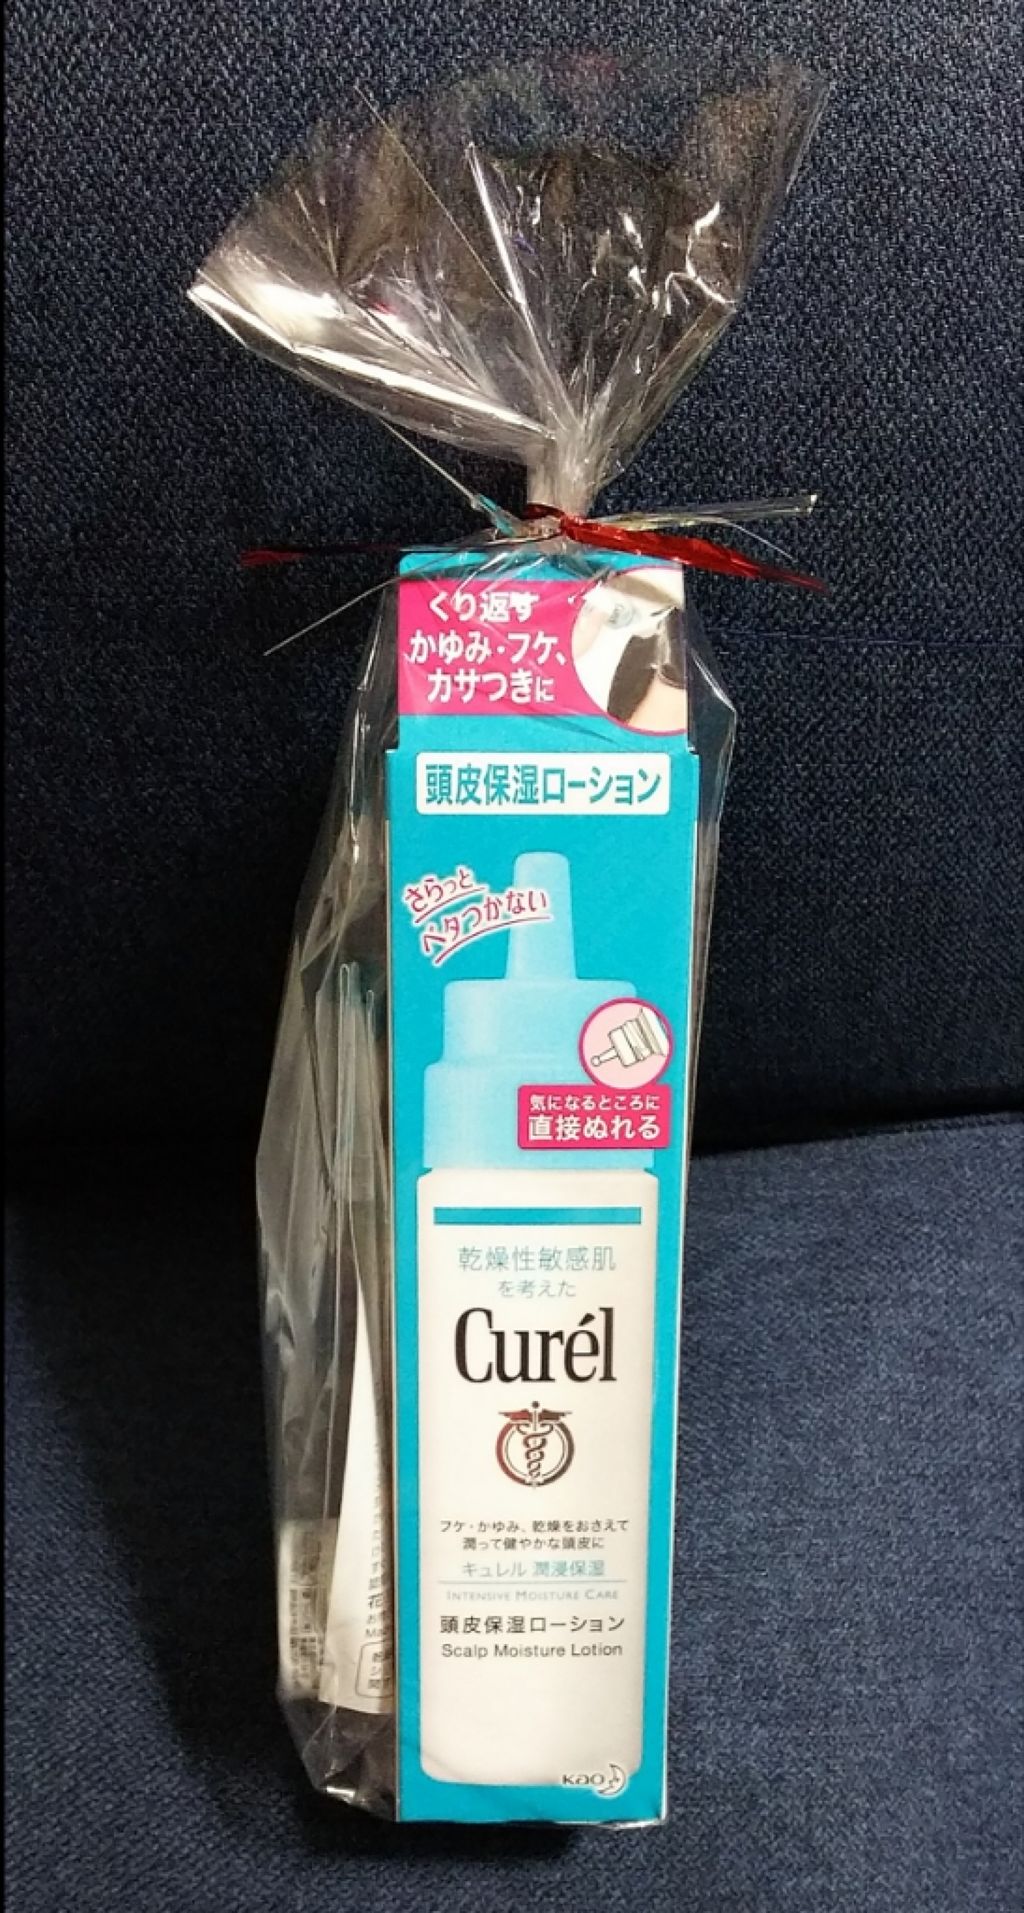 くり返す
かゆみ・フケ、
カサつきに
頭皮保湿ローション
さらっと
ベタつかない
気になるところに
直接ぬれる
乾燥性敏感肌
を考えた
Curél
フケ・かゆみ、乾燥をおさえて
潤って健やかな頭皮に
キュレル 潤浸保湿
INTENSIVE MOISTURE CARE
頭皮保湿ローション
Scalp Moisture Lotion
Kao